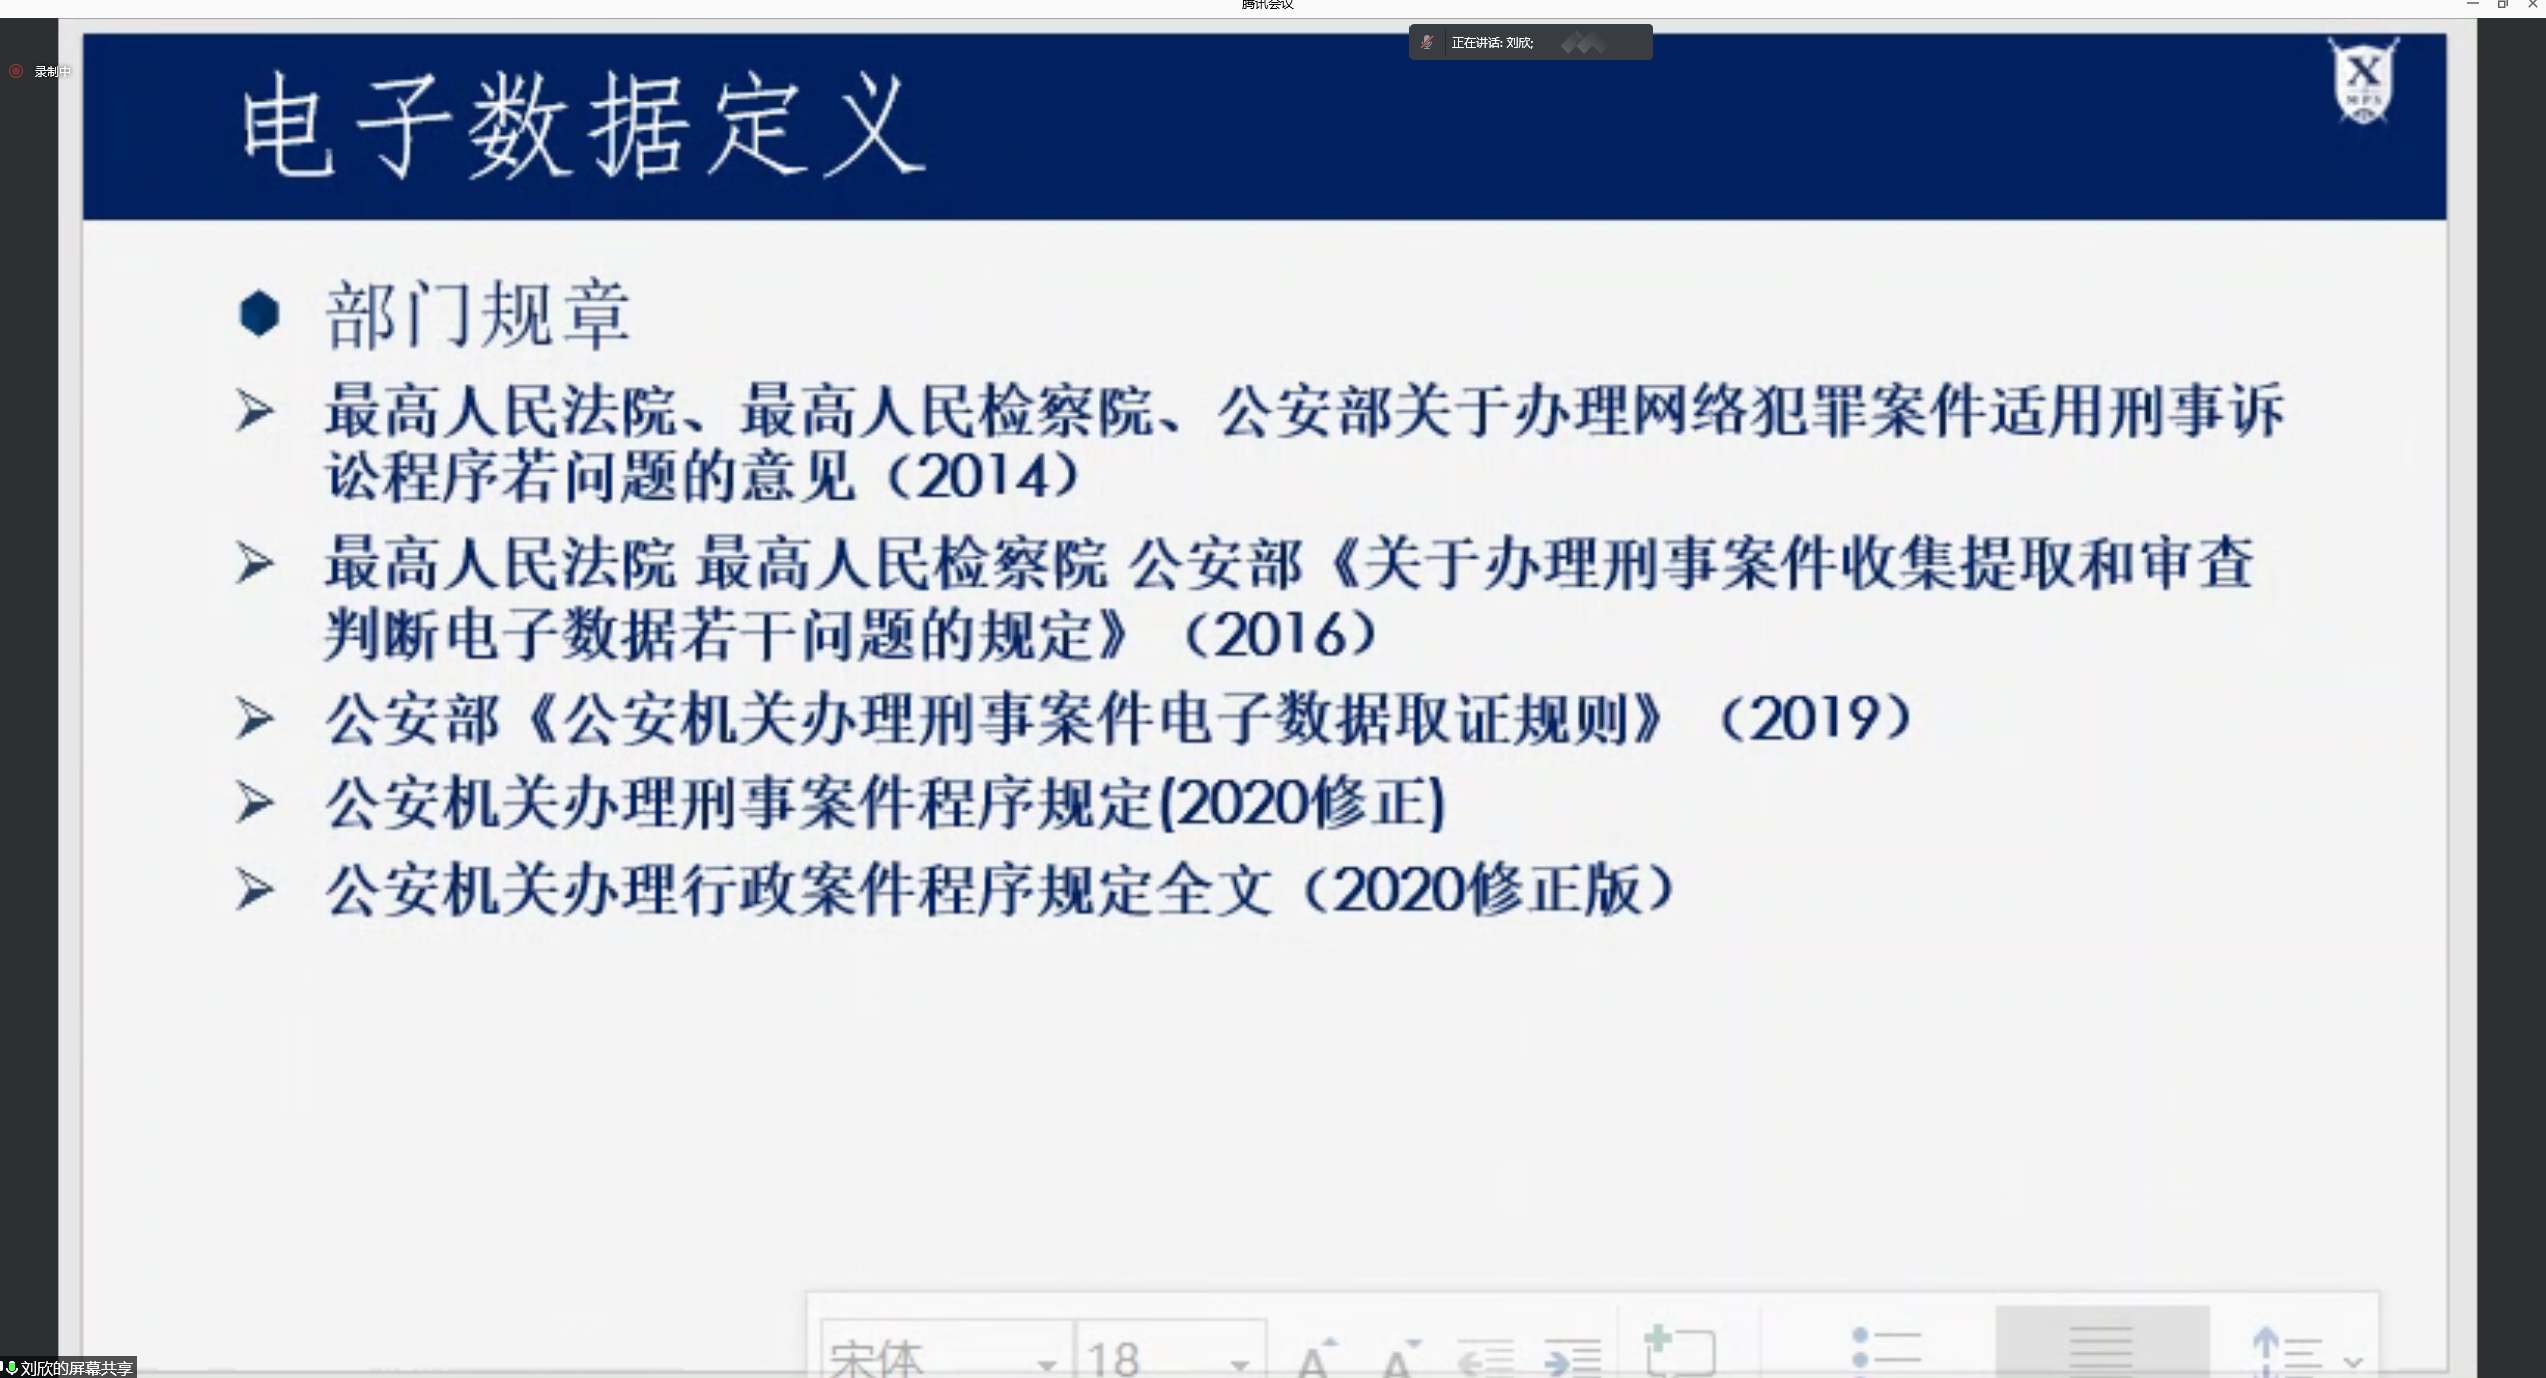 腾讯会议
正在讲话: 刘欣;
录制中
电子数据定义
X
MPS
部门规章
最高人民法院、最高人民检察院、公安部关于办理网络犯罪案件适用刑事诉
讼程序若问题的意见（2014）
最高人民法院 最高人民检察院 公安部《关于办理刑事案件收集提取和审查
判断电子数据若干问题的规定》（2016）
公安部《公安机关办理刑事案件电子数据取证规则》（2019）
公安机关办理刑事案件程序规定(2020修正)
公安机关办理行政案件程序规定全文（2020修正版）
宋体 18 A A
刘欣的屏幕共享